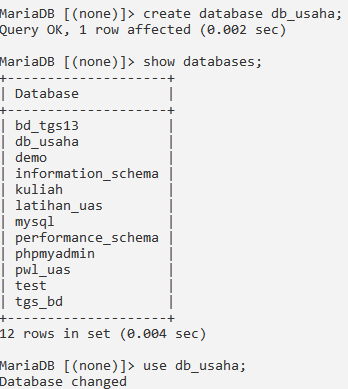 MariaDB [(none)]> create database db_usaha;
Query OK, 1 row affected (0.002 sec)
MariaDB [(none)]> show databases;
+--------------------+
| Database           |
+--------------------+
| bd_tgs13           |
| db_usaha           |
| demo               |
| information_schema |
| kuliah             |
| latihan_uas        |
| mysql              |
| performance_schema |
| phpmyadmin         |
| pwl_uas            |
| test               |
| tgs_bd             |
+--------------------+
12 rows in set (0.004 sec)
MariaDB [(none)]> use db_usaha;
Database changed